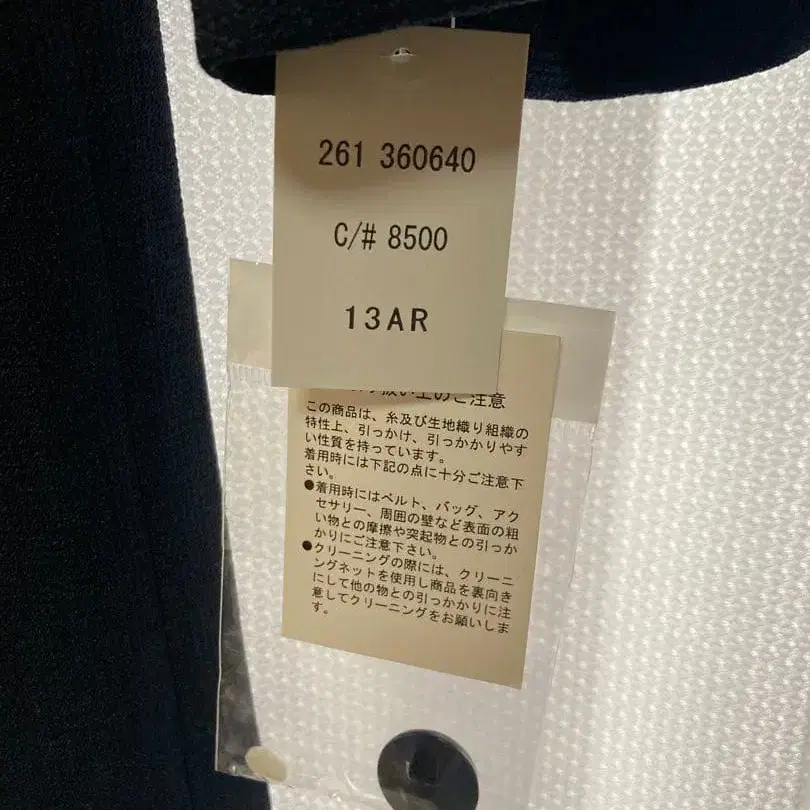 261 360640
C/# 8500
13AR
扱い上のご注意
この商品は、糸及び生地織り組織の
特性上、引っかけ、引っかかりやす
い性質を持っています。
着用時には下記の点に十分ご注意下
さい。
●着用時にはベルト、バッグ、アク
セサリー、周囲の壁など表面の粗
い物との摩擦や突起物との引っか
かりにご注意下さい。
●クリーニングの際には、クリーニ
ングネットを使用し商品を裏向き
にして他の物との引っかかりに注
意してクリーニングをお願いしま
す。